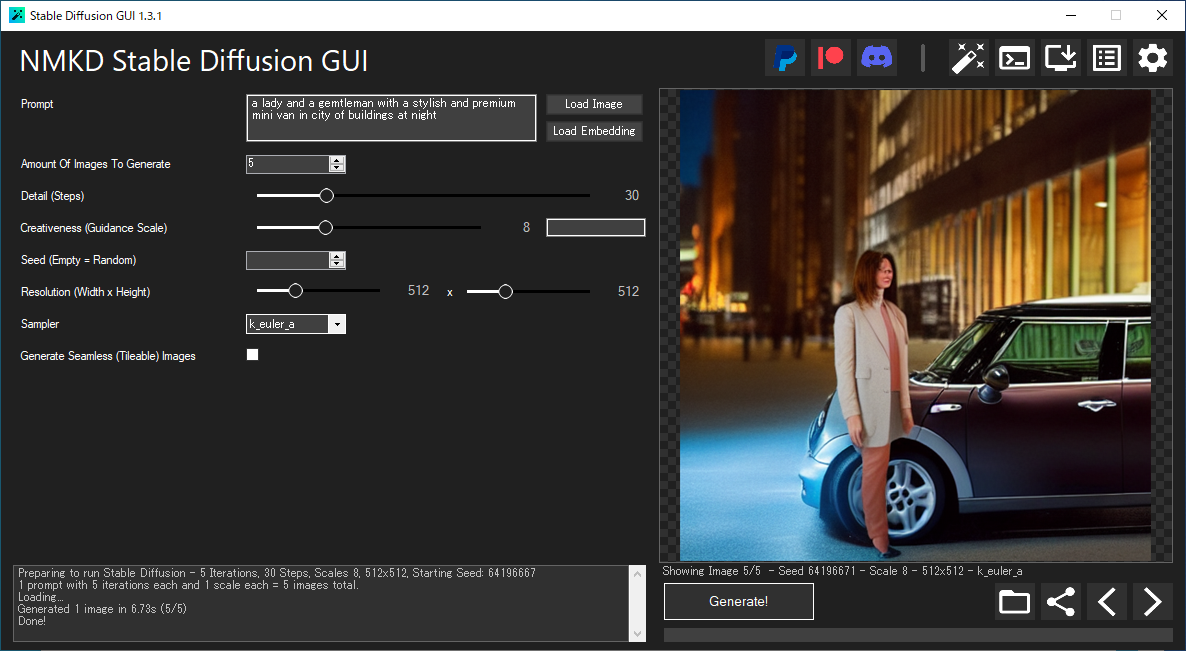 Stable Diffusion GUI 1.3.1
NMKD Stable Diffusion GUI
Prompt
a lady and a gemtleman with a stylish and premium
mini van in city of buildings at night
Load Image
Load Embedding
Amount Of Images To Generate
5
Detail (Steps)
30
Creativeness (Guidance Scale)
8
Seed (Empty = Random)
Resolution (Width x Height)
512 x 512
Sampler
k_euler_a
Generate Seamless (Tileable) Images
Preparing to run Stable Diffusion - 5 Iterations, 30 Steps, Scales 8, 512x512, Starting Seed: 64196667
1 prompt with 5 iterations each and 1 scale each = 5 images total.
Loading...
Generated 1 image in 6.73s (5/5)
Done!
Showing Image 5/5 - Seed 64196671 - Scale 8 - 512x512 - k_euler_a
Generate!